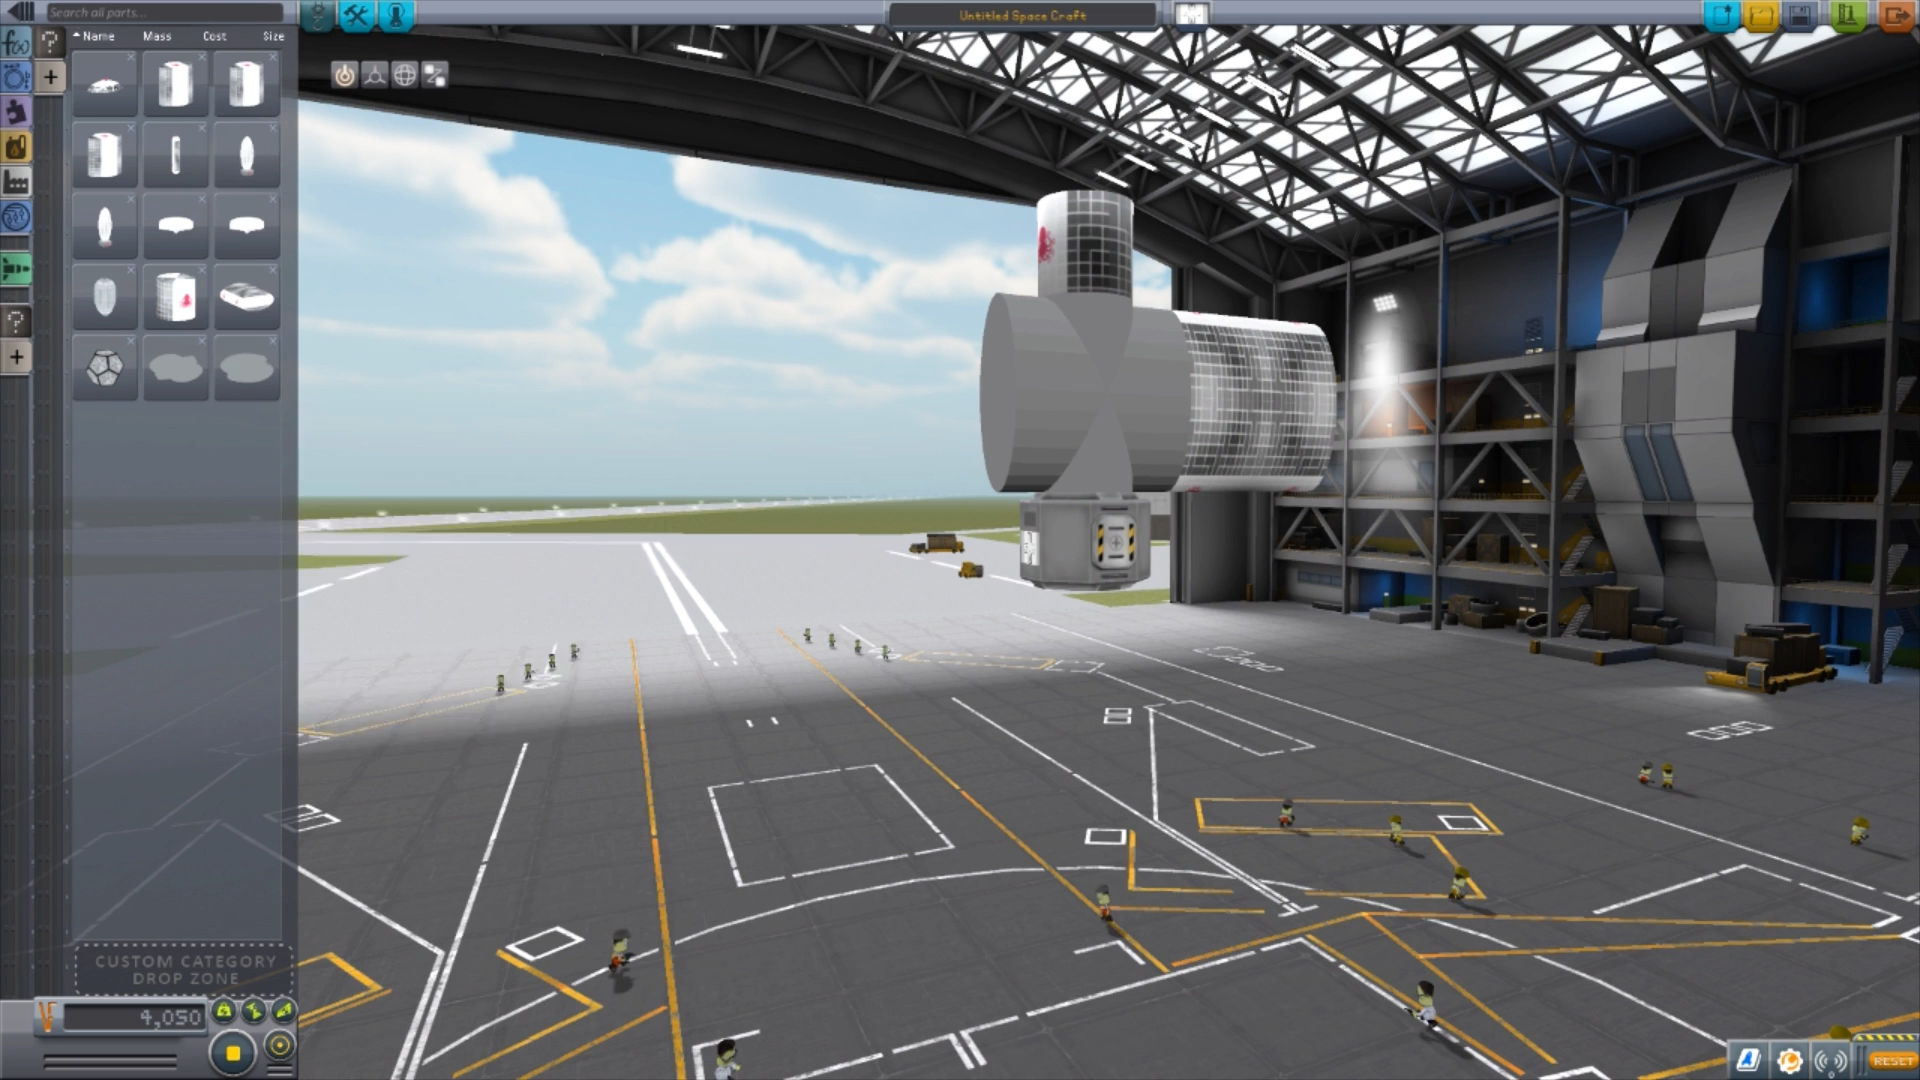 Search all parts...
Untitled Space Craft
Name Mass Cost Size
CUSTOM CATEGORY
DROP ZONE
4,050
RESET